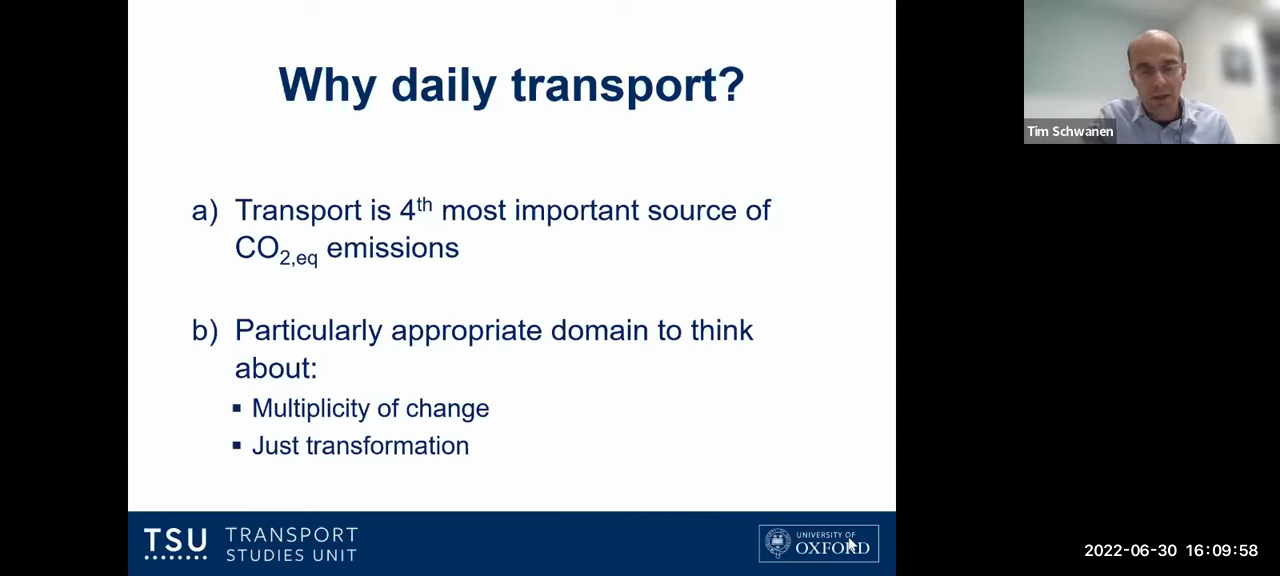 Why daily transport?
a) Transport is 4th most important source of
CO2,eq emissions
b) Particularly appropriate domain to think
about:
▪ Multiplicity of change
▪ Just transformation
TSU TRANSPORT
STUDIES UNIT
UNIVERSITY OF
OXFORD
Tim Schwanen
2022-06-30 16:09:58